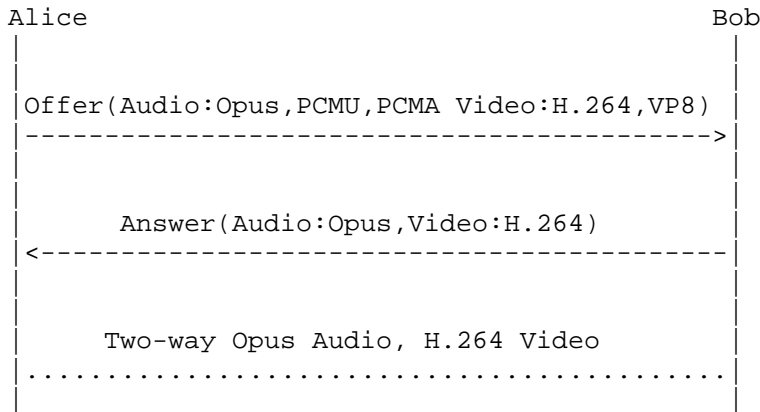 Alice Bob
Offer(Audio:Opus,PCMU,PCMA Video:H.264,VP8)
Answer(Audio:Opus,Video:H.264)
Two-way Opus Audio, H.264 Video